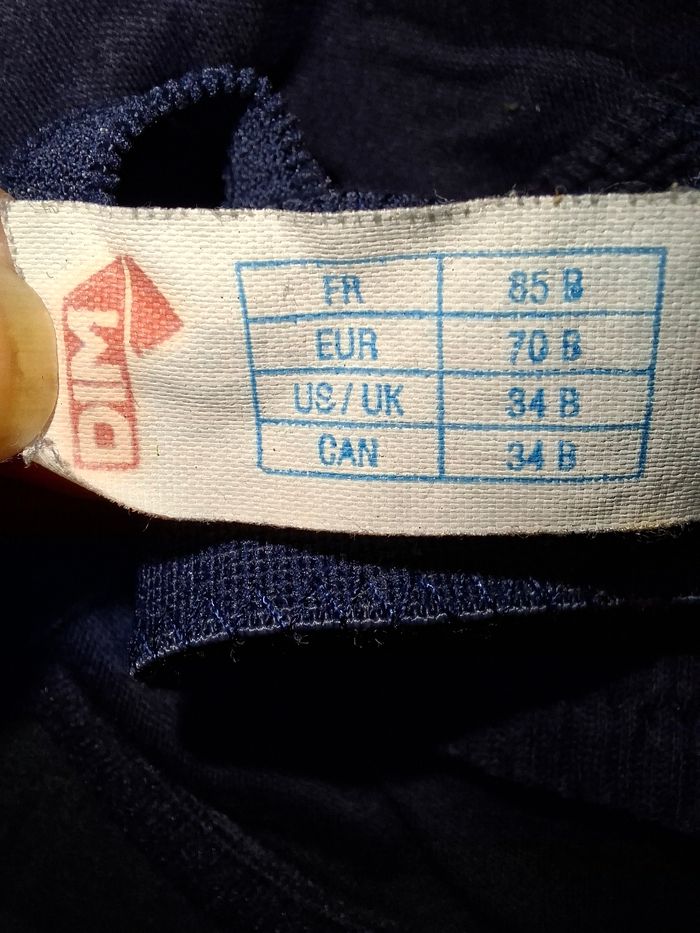 DIM
FR 85 B
EUR 70 B
US / UK 34 B
CAN 34 B